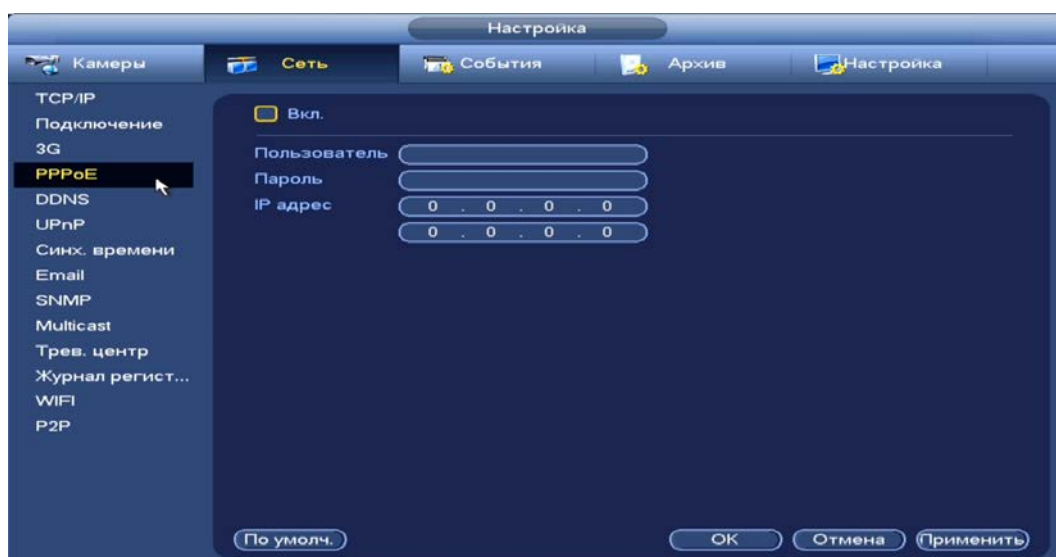 Настройка
Камеры Сеть События Архив Настройка
TCP/IP
Подключение
3G
PPPoE
DDNS
UPnP
Синх. времени
Email
SNMP
Multicast
Трев. центр
Журнал регист...
WIFI
P2P
Вкл.
Пользователь
Пароль
IP адрес 0 . 0 . 0 . 0
0 . 0 . 0 . 0
По умолч. OK Отмена Применить